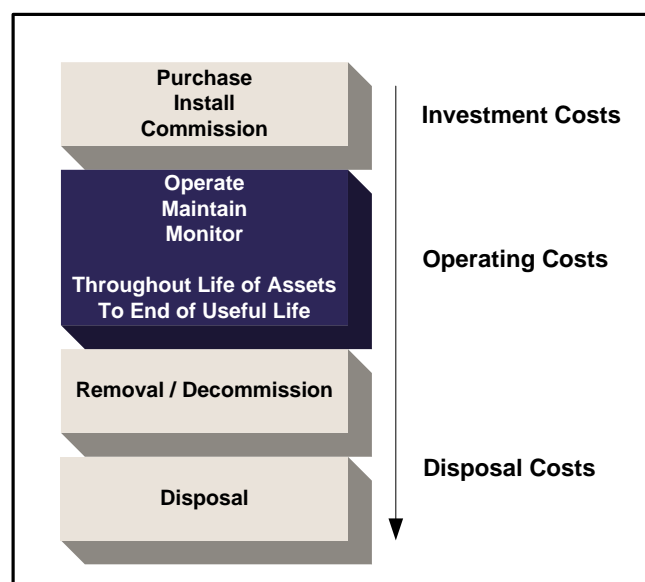 Purchase
Install
Commission
Investment Costs
Operate
Maintain
Monitor
Throughout Life of Assets
To End of Useful Life
Operating Costs
Removal / Decommission
Disposal
Disposal Costs